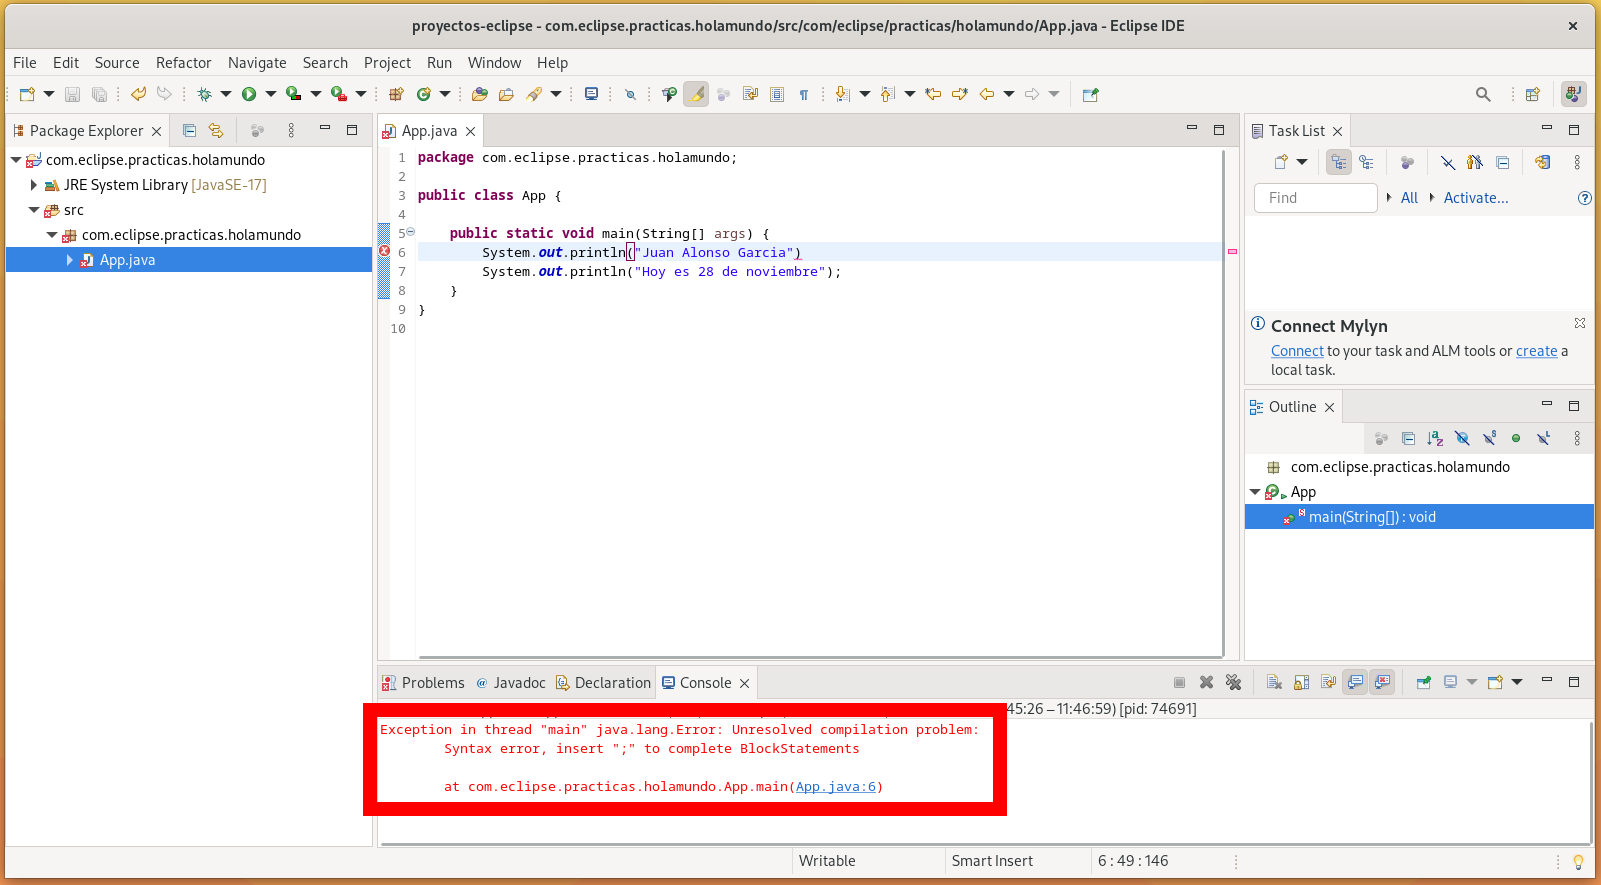 proyectos-eclipse - com.eclipse.practicas.holamundo/src/com/eclipse/practicas/holamundo/App.java - Eclipse IDE
File Edit Source Refactor Navigate Search Project Run Window Help
Package Explorer
com.eclipse.practicas.holamundo
JRE System Library [JavaSE-17]
src
com.eclipse.practicas.holamundo
App.java
App.java
1 package com.eclipse.practicas.holamundo;
2
3 public class App {
4
5 public static void main(String[] args) {
6 System.out.println("Juan Alonso Garcia")
7 System.out.println("Hoy es 28 de noviembre");
8 }
9 }
10
Task List
Find All Activate...
Connect Mylyn
Connect to your task and ALM tools or create a
local task.
Outline
com.eclipse.practicas.holamundo
App
main(String[]) : void
Problems Javadoc Declaration Console
45:26 – 11:46:59) [pid: 74691]
Exception in thread "main" java.lang.Error: Unresolved compilation problem:
Syntax error, insert ";" to complete BlockStatements
at com.eclipse.practicas.holamundo.App.main(App.java:6)
Writable Smart Insert 6 : 49 : 146